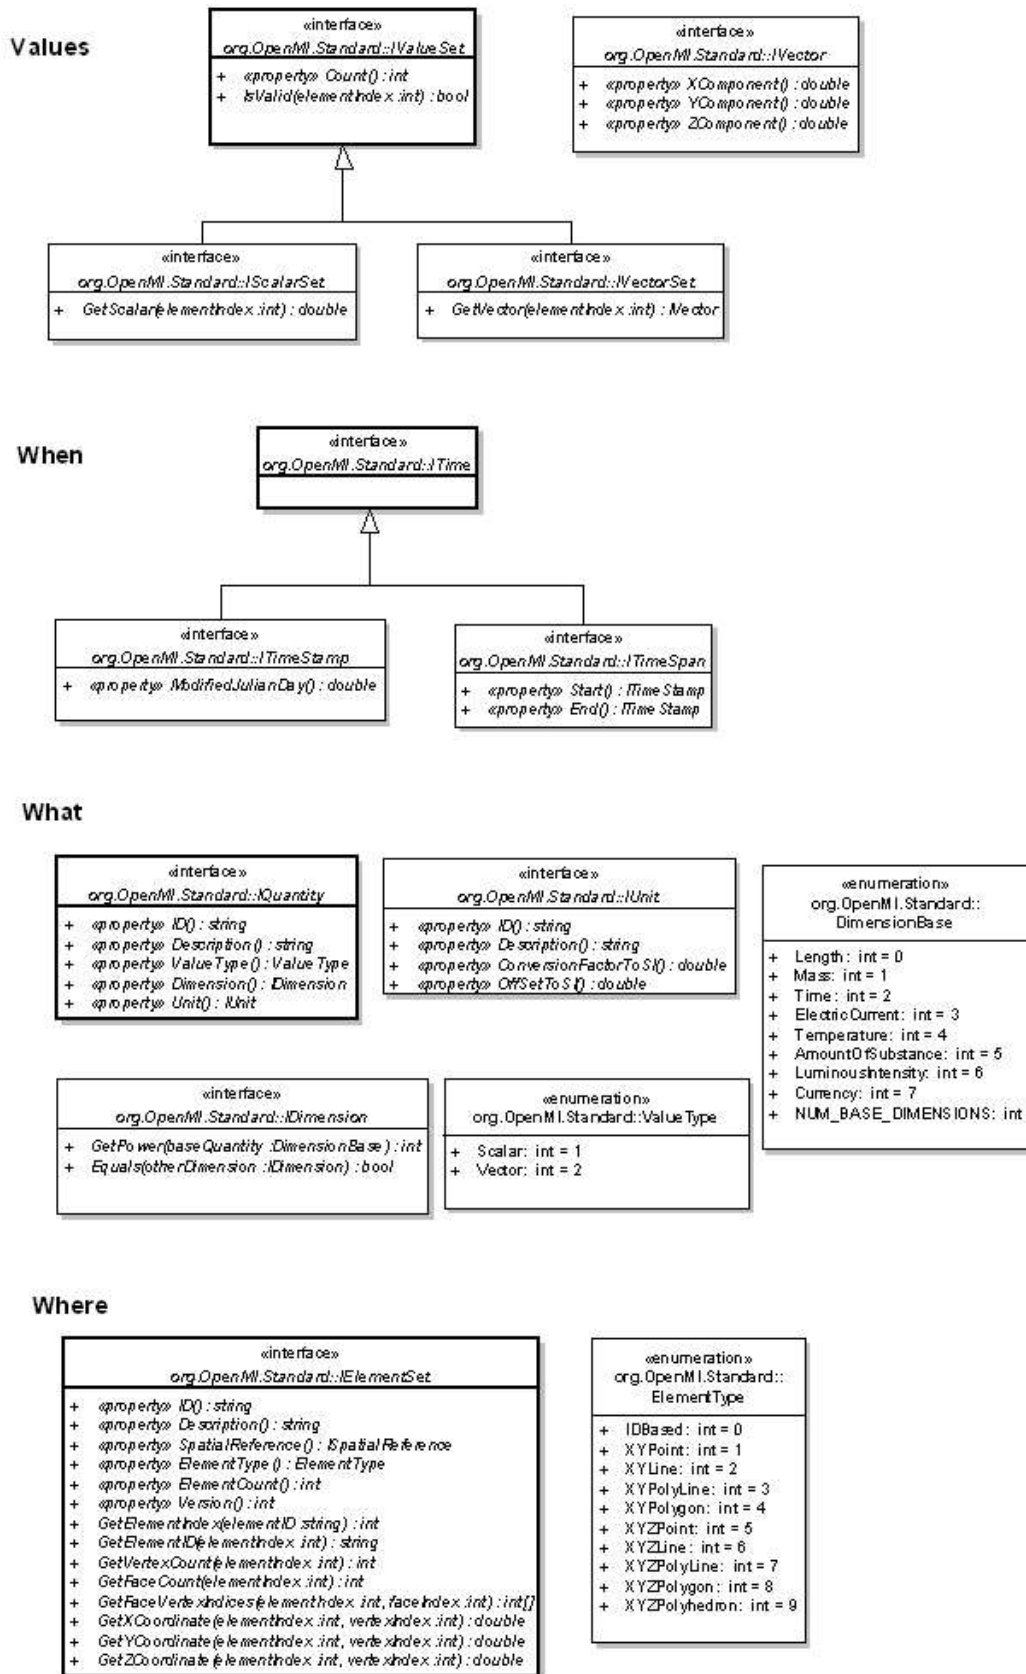 Values
«interface»
org.OpenMI.Standard::IValueSet
+ «property» Count() : int
+ IsValid(elementIndex :int) : bool
«interface»
org.OpenMI.Standard::IVector
+ «property» XComponent() : double
+ «property» YComponent() : double
+ «property» ZComponent() : double
«interface»
org.OpenMI.Standard::IScalarSet
+ GetScalar(elementIndex :int) : double
«interface»
org.OpenMI.Standard::IVectorSet
+ GetVector(elementIndex :int) : IVector
When
«interface»
org.OpenMI.Standard::ITime
«interface»
org.OpenMI.Standard::ITimeStamp
+ «property» ModifiedJulianDay() : double
«interface»
org.OpenMI.Standard::ITimeSpan
+ «property» Start() : ITimeStamp
+ «property» End() : ITimeStamp
What
«interface»
org.OpenMI.Standard::IQuantity
+ «property» ID() : string
+ «property» Description() : string
+ «property» ValueType() : ValueType
+ «property» Dimension() : IDimension
+ «property» Unit() : IUnit
«interface»
org.OpenMI.Standard::IUnit
+ «property» ID() : string
+ «property» Description() : string
+ «property» ConversionFactorToSI() : double
+ «property» OffSetToSI() : double
«enumeration»
org.OpenMI.Standard::
DimensionBase
+ Length: int = 0
+ Mass: int = 1
+ Time: int = 2
+ ElectricCurrent: int = 3
+ Temperature: int = 4
+ AmountOfSubstance: int = 5
+ LuminousIntensity: int = 6
+ Currency: int = 7
+ NUM_BASE_DIMENSIONS: int
«interface»
org.OpenMI.Standard::IDimension
+ GetPower(baseQuantity :DimensionBase) : int
+ Equals(otherDimension :IDimension) : bool
«enumeration»
org.OpenMI.Standard::ValueType
+ Scalar: int = 1
+ Vector: int = 2
Where
«interface»
org.OpenMI.Standard::IElementSet
+ «property» ID() : string
+ «property» Description() : string
+ «property» SpatialReference() : ISpatialReference
+ «property» ElementType() : ElementType
+ «property» ElementCount() : int
+ «property» Version() : int
+ GetElementIndex(elementID :string) : int
+ GetElementID(elementIndex :int) : string
+ GetVertexCount(elementIndex :int) : int
+ GetFaceCount(elementIndex :int) : int
+ GetFaceVertexIndices(elementIndex :int, faceIndex :int) : int[]
+ GetXCoordinate(elementIndex :int, vertexIndex :int) : double
+ GetYCoordinate(elementIndex :int, vertexIndex :int) : double
+ GetZCoordinate(elementIndex :int, vertexIndex :int) : double
«enumeration»
org.OpenMI.Standard::
ElementType
+ IDBased: int = 0
+ XYPoint: int = 1
+ XYLine: int = 2
+ XYPolyLine: int = 3
+ XYPolygon: int = 4
+ XYZPoint: int = 5
+ XYZLine: int = 6
+ XYZPolyLine: int = 7
+ XYZPolygon: int = 8
+ XYZPolyhedron: int = 9